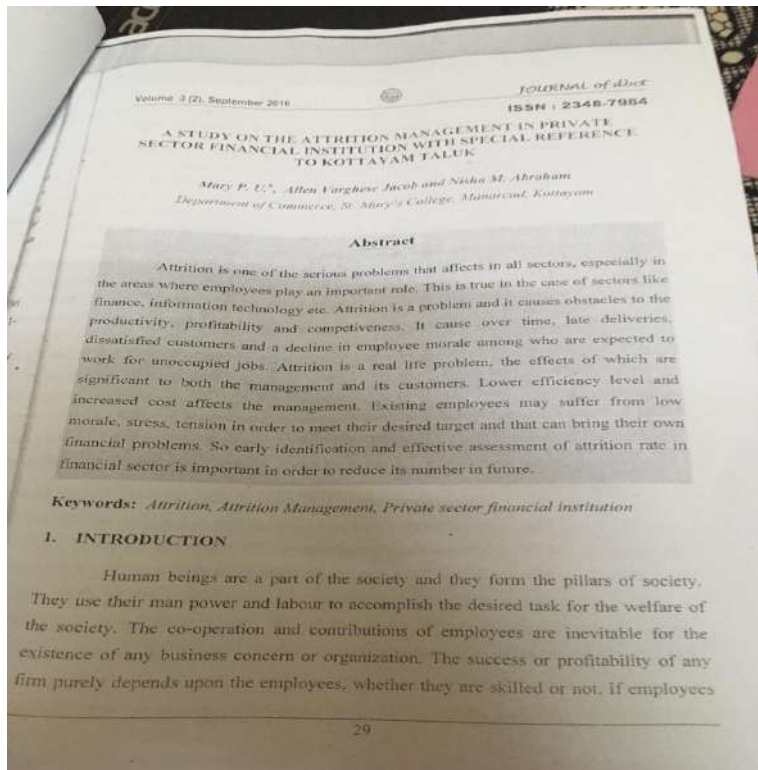 Volume 3 (2), September 2016
JOURNAL of dbct
ISSN : 2348-7984
A STUDY ON THE ATTRITION MANAGEMENT IN PRIVATE
SECTOR FINANCIAL INSTITUTION WITH SPECIAL REFERENCE
TO KOTTAYAM TALUK
Mary P. U.*, Allen Varghese Jacob and Nisha M. Abraham
Department of Commerce, St. Mary's College, Manarcad, Kottayam
Abstract
Attrition is one of the serious problems that affects in all sectors, especially in
the areas where employees play an important role. This is true in the case of sectors like
finance, information technology etc. Attrition is a problem and it causes obstacles to the
productivity, profitability and competiveness. It cause over time, late deliveries,
dissatisfied customers and a decline in employee morale among who are expected to
work for unoccupied jobs. Attrition is a real life problem, the effects of which are
significant to both the management and its customers. Lower efficiency level and
increased cost affects the management. Existing employees may suffer from low
morale, stress, tension in order to meet their desired target and that can bring their own
financial problems. So early identification and effective assessment of attrition rate in
financial sector is important in order to reduce its number in future.
Keywords: Attrition, Attrition Management, Private sector financial institution
1. INTRODUCTION
Human beings are a part of the society and they form the pillars of society.
They use their man power and labour to accomplish the desired task for the welfare of
the society. The co-operation and contributions of employees are inevitable for the
existence of any business concern or organization. The success or profitability of any
firm purely depends upon the employees, whether they are skilled or not. If employees
29